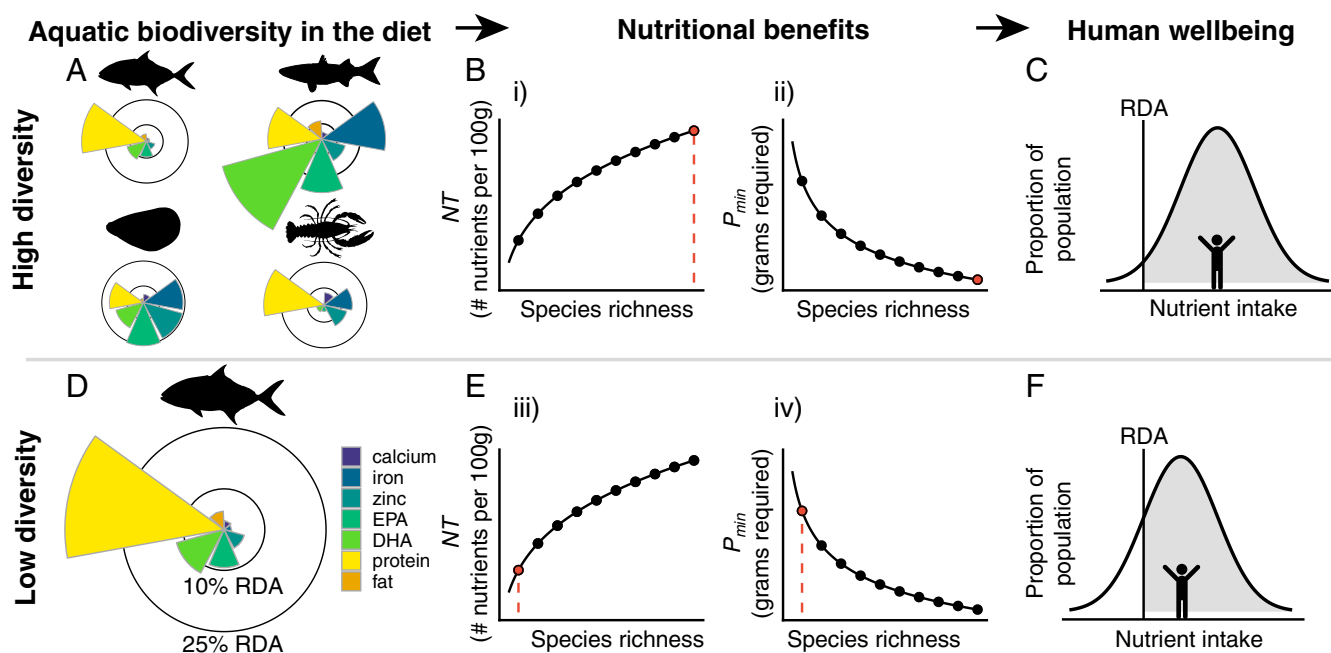 Aquatic biodiversity in the diet
Nutritional benefits
Human wellbeing
High diversity
A
B
i)
NT
(# nutrients per 100g)
Species richness
ii)
Pmin
(grams required)
Species richness
C
RDA
Proportion of
population
Nutrient intake
Low diversity
D
10% RDA
25% RDA
calcium
iron
zinc
EPA
DHA
protein
fat
E
iii)
NT
(# nutrients per 100g)
Species richness
iv)
Pmin
(grams required)
Species richness
F
RDA
Proportion of
population
Nutrient intake